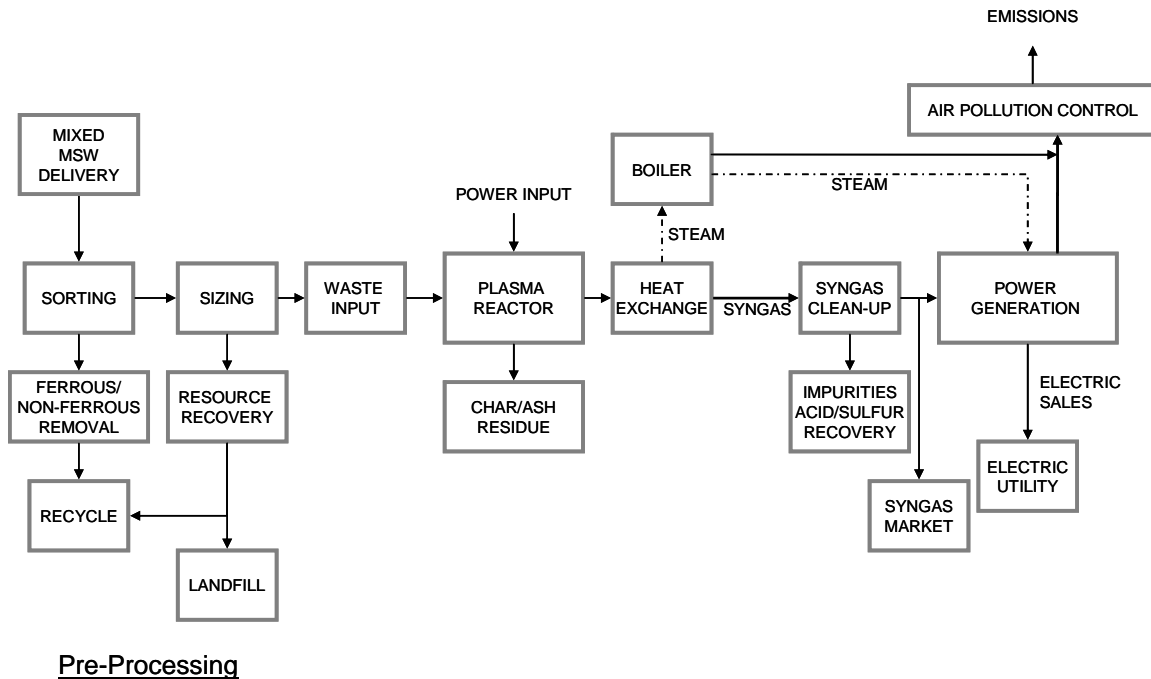 EMISSIONS
AIR POLLUTION CONTROL
MIXED
MSW
DELIVERY
BOILER
STEAM
POWER INPUT
STEAM
SORTING
SIZING
WASTE
INPUT
PLASMA
REACTOR
HEAT
EXCHANGE
SYNGAS
SYNGAS
CLEAN-UP
POWER
GENERATION
FERROUS/
NON-FERROUS
REMOVAL
RESOURCE
RECOVERY
CHAR/ASH
RESIDUE
IMPURITIES
ACID/SULFUR
RECOVERY
ELECTRIC
SALES
RECYCLE
ELECTRIC
UTILITY
SYNGAS
MARKET
LANDFILL
Pre-Processing